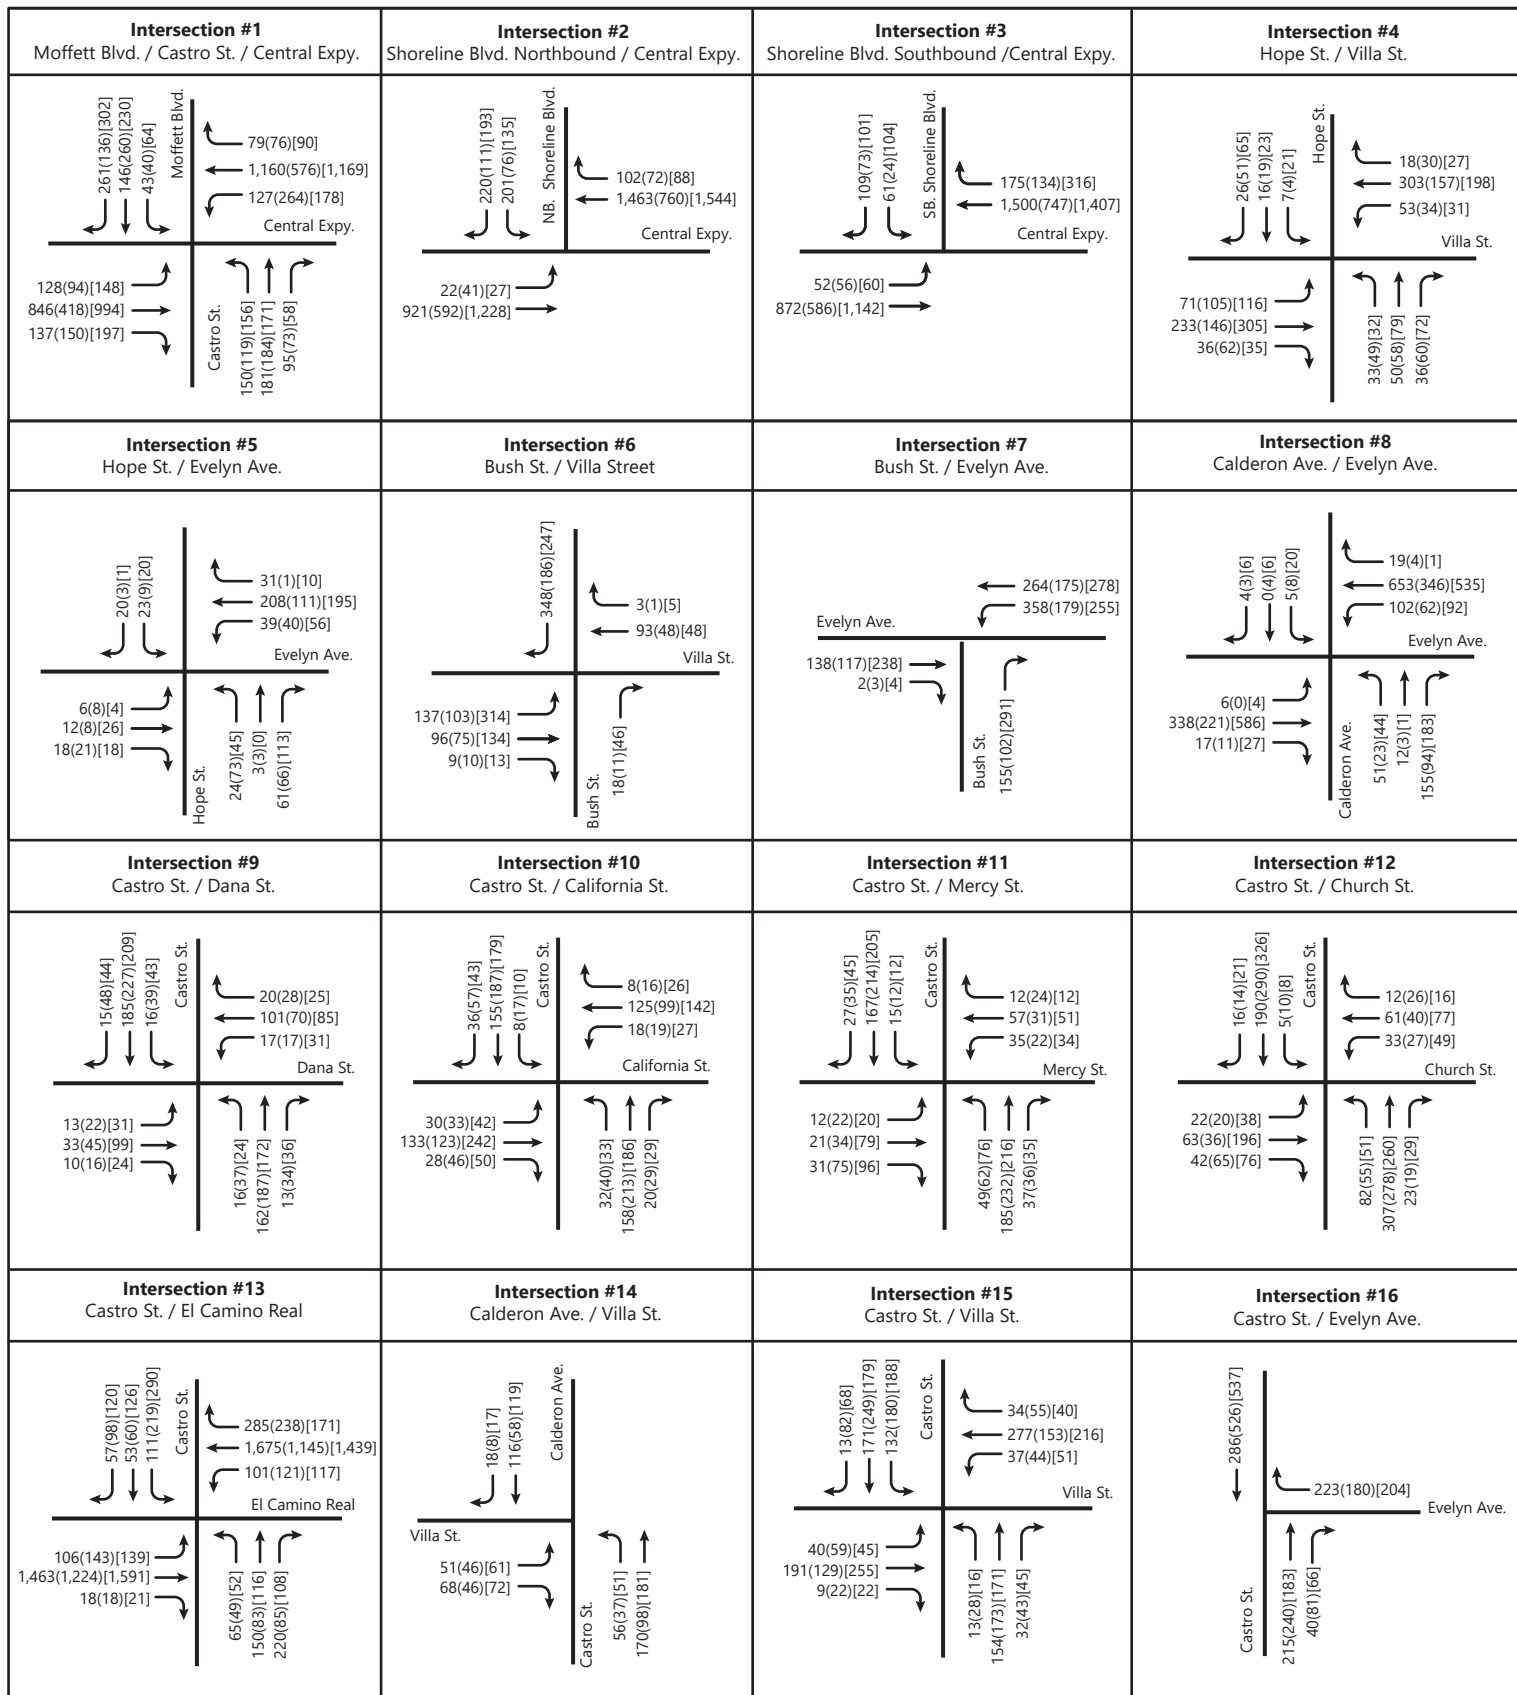 Intersection #1
Moffett Blvd. / Castro St. / Central Expy.
261(136)[302]
146(260)[230]
43(40)[64]
Moffett Blvd.
79(76)[90]
1,160(576)[1,169]
127(264)[178]
Central Expy.
128(94)[148]
846(418)[994]
137(150)[197]
Castro St.
150(119)[156]
181(184)[171]
95(73)[58]
Intersection #2
Shoreline Blvd. Northbound / Central Expy.
220(111)[193]
201(76)[135]
NB. Shoreline Blvd.
102(72)[88]
1,463(760)[1,544]
Central Expy.
22(41)[27]
921(592)[1,228]
Intersection #3
Shoreline Blvd. Southbound /Central Expy.
109(73)[101]
61(24)[104]
SB. Shoreline Blvd.
175(134)[316]
1,500(747)[1,407]
Central Expy.
52(56)[60]
872(586)[1,142]
Intersection #4
Hope St. / Villa St.
26(51)[65]
16(19)[23]
7(4)[21]
Hope St.
18(30)[27]
303(157)[198]
53(34)[31]
Villa St.
71(105)[116]
233(146)[305]
36(62)[35]
33(49)[32]
50(58)[79]
36(60)[72]
Intersection #5
Hope St. / Evelyn Ave.
20(3)[1]
23(9)[20]
31(1)[10]
208(111)[195]
39(40)[56]
Evelyn Ave.
6(8)[4]
12(8)[26]
18(21)[18]
Hope St.
24(73)[45]
3(3)[0]
61(66)[113]
Intersection #6
Bush St. / Villa Street
348(186)[247]
3(1)[5]
93(48)[48]
Villa St.
137(103)[314]
96(75)[134]
9(10)[13]
Bush St.
18(11)[46]
Intersection #7
Bush St. / Evelyn Ave.
264(175)[278]
358(179)[255]
Evelyn Ave.
138(117)[238]
2(3)[4]
Bush St.
155(102)[291]
Intersection #8
Calderon Ave. / Evelyn Ave.
4(3)[6]
0(4)[6]
5(8)[20]
19(4)[1]
653(346)[535]
102(62)[92]
Evelyn Ave.
6(0)[4]
338(221)[586]
17(11)[27]
Calderon Ave.
51(23)[44]
12(3)[1]
155(94)[183]
Intersection #9
Castro St. / Dana St.
15(48)[44]
185(227)[209]
16(39)[43]
Castro St.
20(28)[25]
101(70)[85]
17(17)[31]
Dana St.
13(22)[31]
33(45)[99]
10(16)[24]
16(37)[24]
162(187)[172]
13(34)[36]
Intersection #10
Castro St. / California St.
36(57)[43]
155(187)[179]
8(17)[10]
Castro St.
8(16)[26]
125(99)[142]
18(19)[27]
California St.
30(33)[42]
133(123)[242]
28(46)[50]
32(40)[33]
158(213)[186]
20(29)[29]
Intersection #11
Castro St. / Mercy St.
27(35)[45]
167(214)[205]
15(12)[12]
Castro St.
12(24)[12]
57(31)[51]
35(22)[34]
Mercy St.
12(22)[20]
21(34)[79]
31(75)[96]
49(62)[76]
185(232)[216]
37(36)[35]
Intersection #12
Castro St. / Church St.
16(14)[21]
190(290)[326]
5(10)[8]
Castro St.
12(26)[16]
61(40)[77]
33(27)[49]
Church St.
22(20)[38]
63(36)[196]
42(65)[76]
82(55)[51]
307(278)[260]
23(19)[29]
Intersection #13
Castro St. / El Camino Real
57(98)[120]
53(60)[126]
111(219)[290]
Castro St.
285(238)[171]
1,675(1,145)[1,439]
101(121)[117]
El Camino Real
106(143)[139]
1,463(1,224)[1,591]
18(18)[21]
65(49)[52]
150(83)[116]
220(85)[108]
Intersection #14
Calderon Ave. / Villa St.
18(8)[17]
116(58)[119]
Calderon Ave.
Villa St.
51(46)[61]
68(46)[72]
Castro St.
56(37)[51]
170(98)[181]
Intersection #15
Castro St. / Villa St.
13(82)[68]
171(249)[179]
132(180)[188]
Castro St.
34(55)[40]
277(153)[216]
37(44)[51]
Villa St.
40(59)[45]
191(129)[255]
9(22)[22]
13(28)[16]
154(173)[171]
32(43)[45]
Intersection #16
Castro St. / Evelyn Ave.
286(526)[537]
223(180)[204]
Evelyn Ave.
Castro St.
215(240)[183]
40(81)[66]